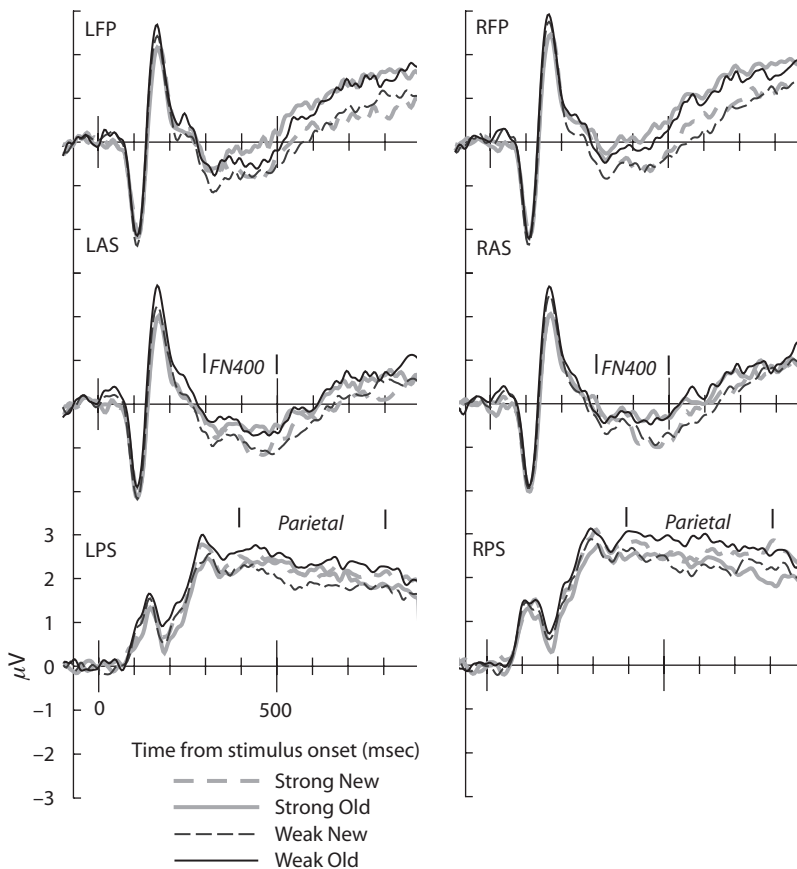 LFP
RFP
LAS
RAS
FN400
FN400
Parietal
Parietal
LPS
RPS
3
2
1
0
−1
−2
−3
μV
0
500
Time from stimulus onset (msec)
Strong New
Strong Old
Weak New
Weak Old